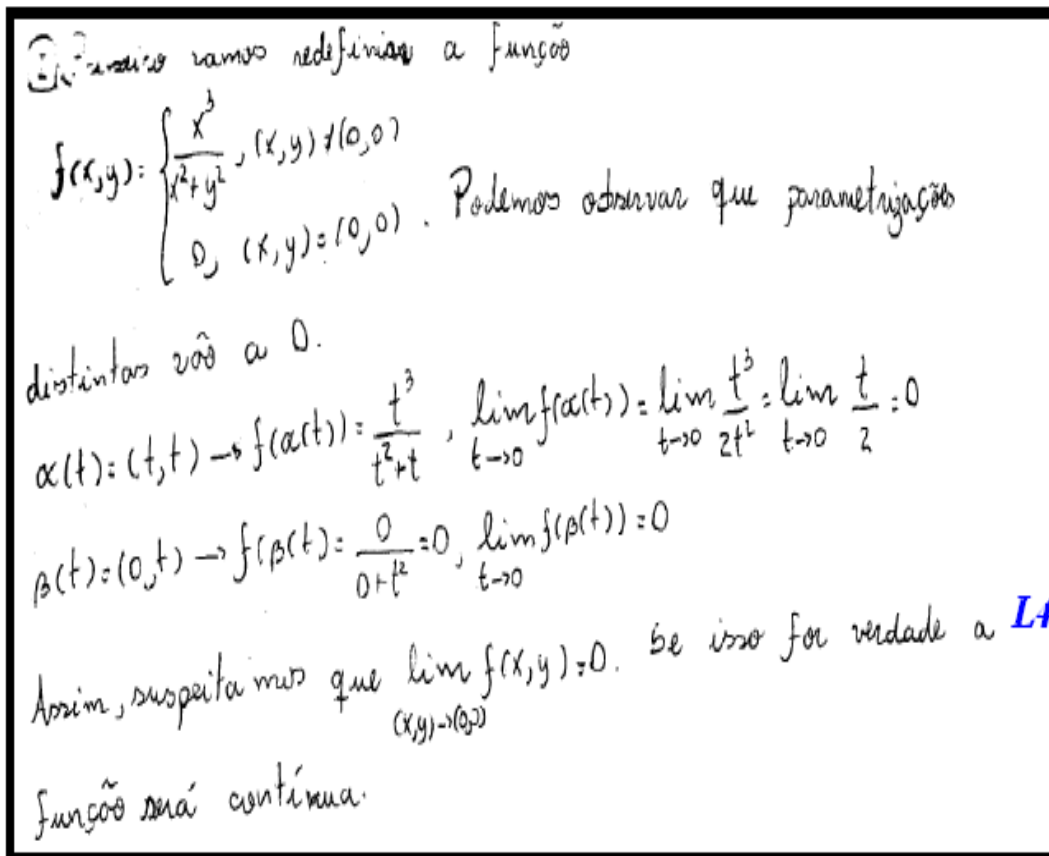 vamos redefinir a função
f(x,y)= { x³/(x²+y²), (x,y)≠(0,0)
0, (x,y)=(0,0) . Podemos observar que parametrizações
distintas vão a 0.
α(t)=(t,t) → f(α(t))= t³/(t²+t) , lim t→0 f(α(t))= lim t→0 t³/2t² = lim t→0 t/2 =0
β(t)=(0,t) → f(β(t)= 0/(0+t²) =0, lim t→0 f(β(t))=0
Assim, suspeitamos que lim (x,y)→(0,0) f(x,y)=0. Se isso for verdade a L4
função será contínua.